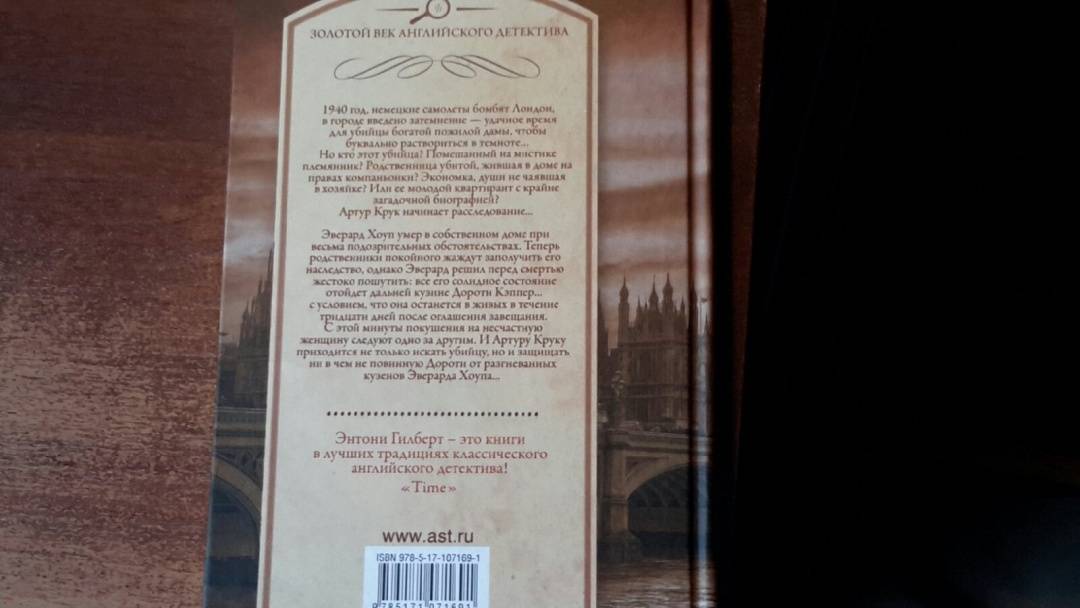 ЗОЛОТОЙ ВЕК АНГЛИЙСКОГО ДЕТЕКТИВА
1940 год, немецкие самолеты бомбят Лондон,
в городе введено затемнение — удачное время
для убийцы богатой пожилой дамы, чтобы
буквально раствориться в темноте...
Но кто этот убийца? Помешанный на мистике
племянник? Родственница убитой, жившая в доме на
правах компаньонки? Экономка, души не чаявшая
в хозяйке? Или ее молодой квартирант с крайне
загадочной биографией?
Артур Крук начинает расследование...
Эверард Хоуп умер в собственном доме при
весьма подозрительных обстоятельствах. Теперь
родственники покойного жаждут заполучить его
наследство, однако Эверард решил перед смертью
жестоко пошутить: все его солидное состояние
отойдет дальней кузине Дороти Кэппер...
с условием, что она останется в живых в течение
тридцати дней после оглашения завещания.
С этой минуты покушения на несчастную
женщину следуют одно за другим. И Артуру Круку
приходится не только искать убийцу, но и защищать
ни в чем не повинную Дороти от разгневанных
кузенов Эверарда Хоупа...
Энтони Гилберт – это книги
в лучших традициях классического
английского детектива!
«Time»
www.ast.ru
ISBN 978-5-17-107169-1
9 785171 071691